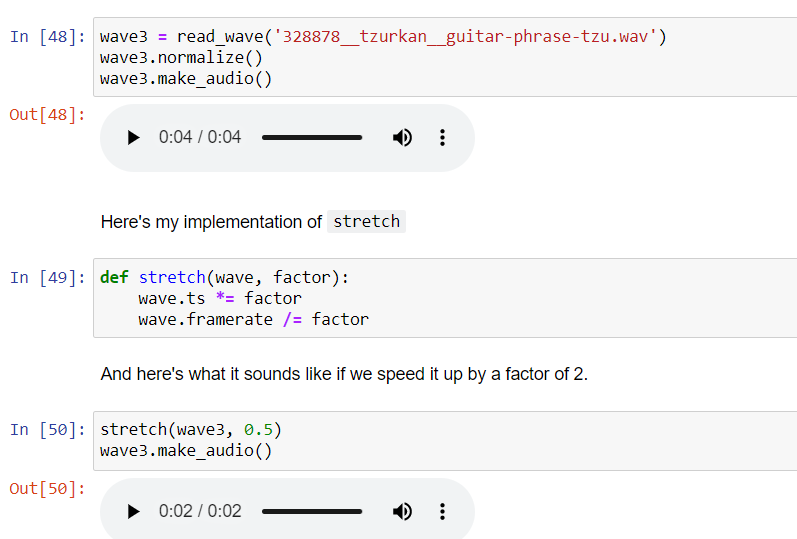 In [48]: wave3 = read_wave('328878__tzurkan__guitar-phrase-tzu.wav')
wave3.normalize()
wave3.make_audio()
Out[48]:
0:04 / 0:04
Here's my implementation of stretch
In [49]: def stretch(wave, factor):
    wave.ts *= factor
    wave.framerate /= factor
And here's what it sounds like if we speed it up by a factor of 2.
In [50]: stretch(wave3, 0.5)
wave3.make_audio()
Out[50]:
0:02 / 0:02